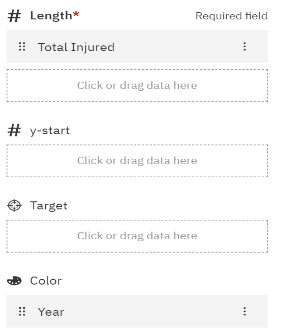 # Length* Required field
Total Injured
Click or drag data here
# y-start
Click or drag data here
Target
Click or drag data here
Color
Year